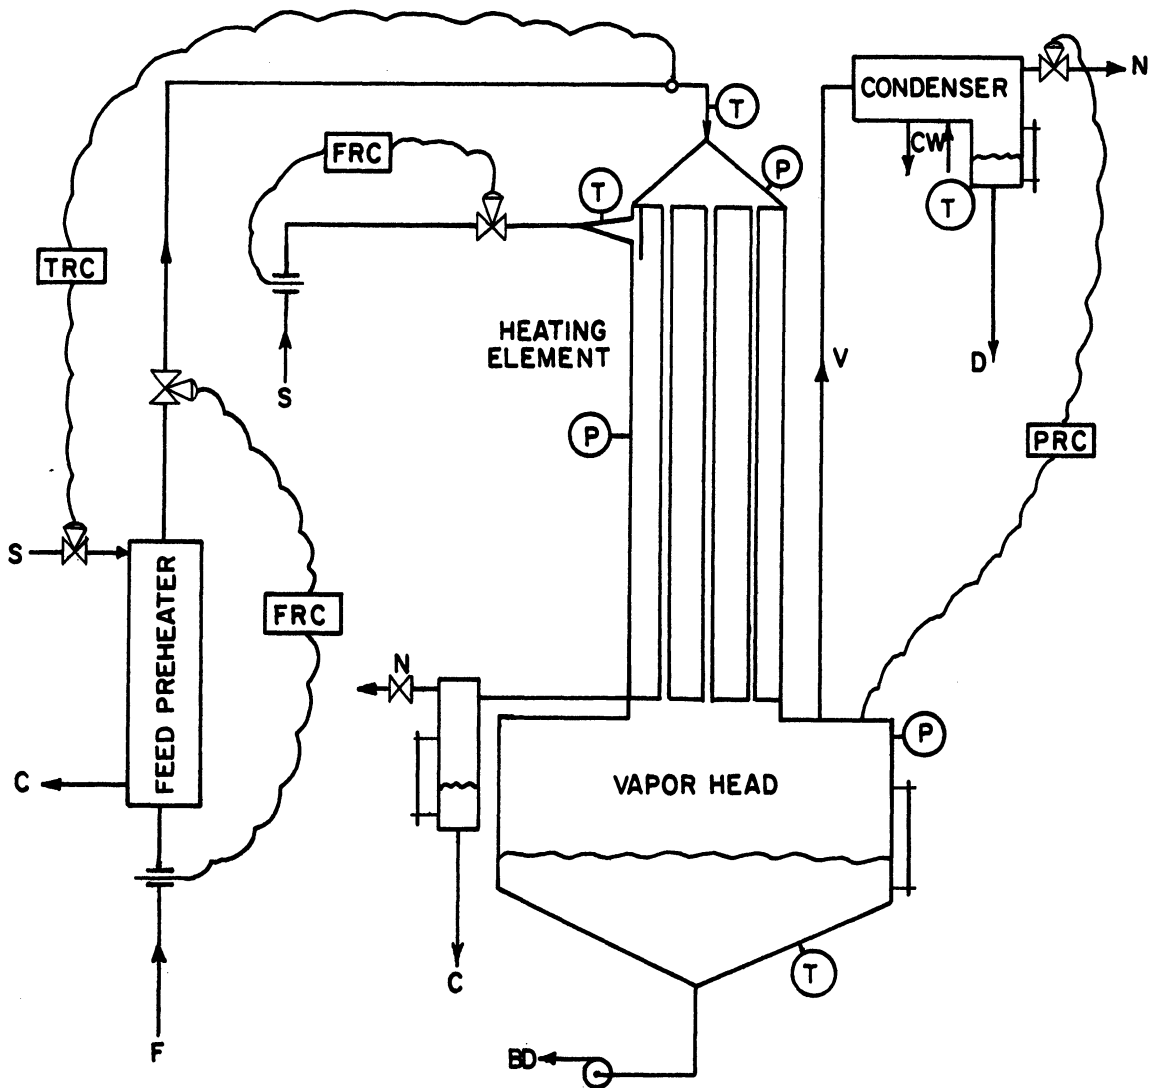 N
CONDENSER
T
FRC
CW
P
T
T
TRC
HEATING
ELEMENT
V
D
S
P
PRC
S
FEED PREHEATER
FRC
N
P
C
VAPOR HEAD
T
C
F
BD